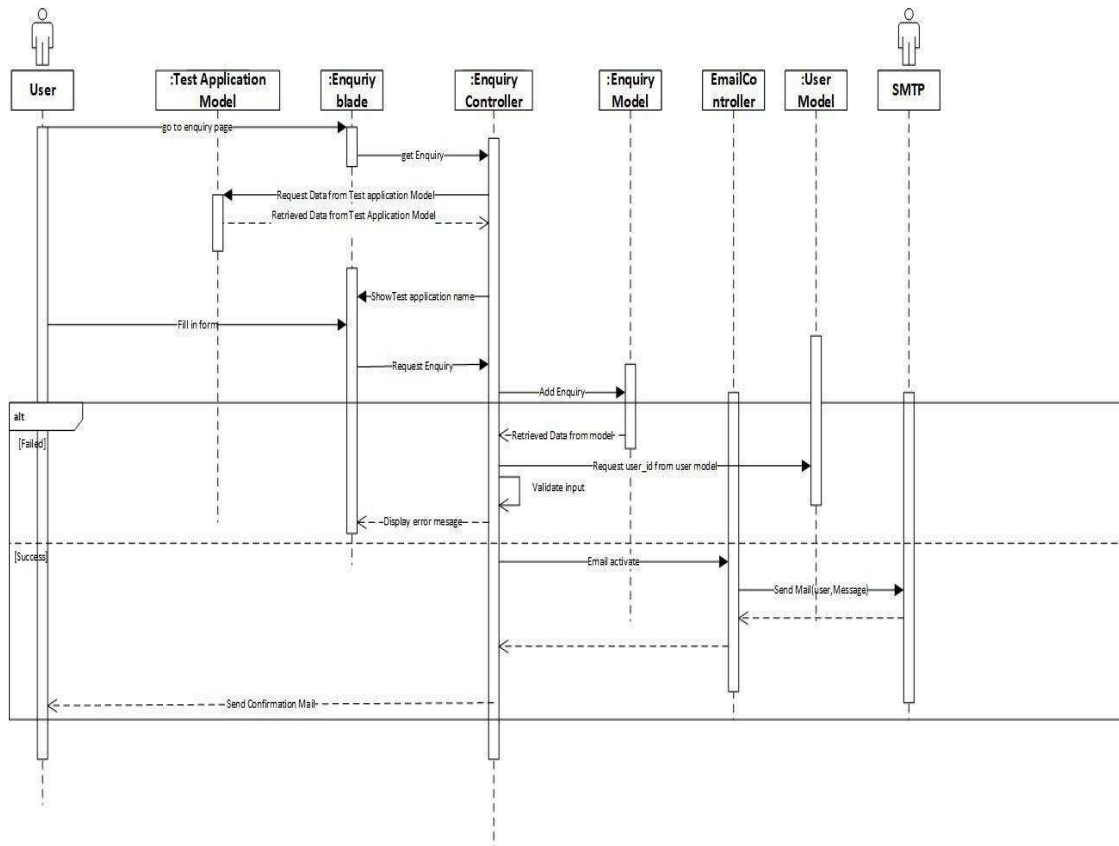 User
:Test Application
Model
:Enquriy
blade
:Enquiry
Controller
:Enquiry
Model
EmailCo
ntroller
:User
Model
SMTP
go to enquiry page
get Enquiry
Request Data from Test application Model
Retrieved Data from Test Application Model
ShowTest application name
Fill in form
Request Enquiry
Add Enquiry
alt
[Failed]
Retrieved Data from model
Request user_id from user model
Validate input
Display error mesage
[Success]
Email activate
Send Mail(user,Message)
Send Confirmation Mail